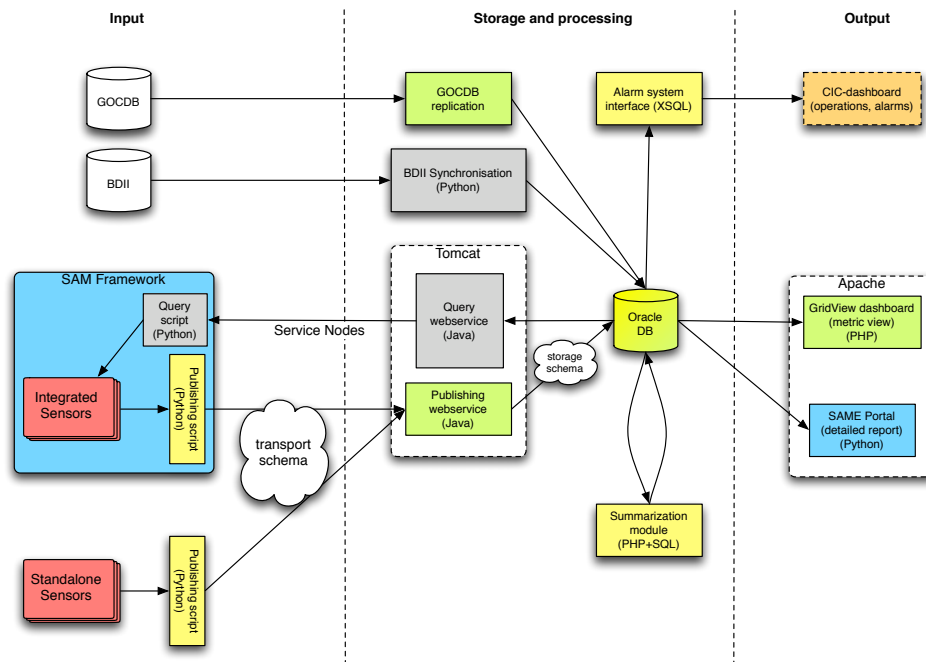 Input
Storage and processing
Output
GOCDB
GOCDB
replication
Alarm system
interface (XSQL)
CIC-dashboard
(operations, alarms)
BDII
BDII Synchronisation
(Python)
SAM Framework
Query
script
(Python)
Integrated
Sensors
Publishing script
(Python)
Service Nodes
transport
schema
Tomcat
Query
webservice
(Java)
Publishing
webservice
(Java)
storage
schema
Oracle
DB
Apache
GridView dashboard
(metric view)
(PHP)
SAME Portal
(detailed report)
(Python)
Summarization
module
(PHP+SQL)
Standalone
Sensors
Publishing script
(Python)